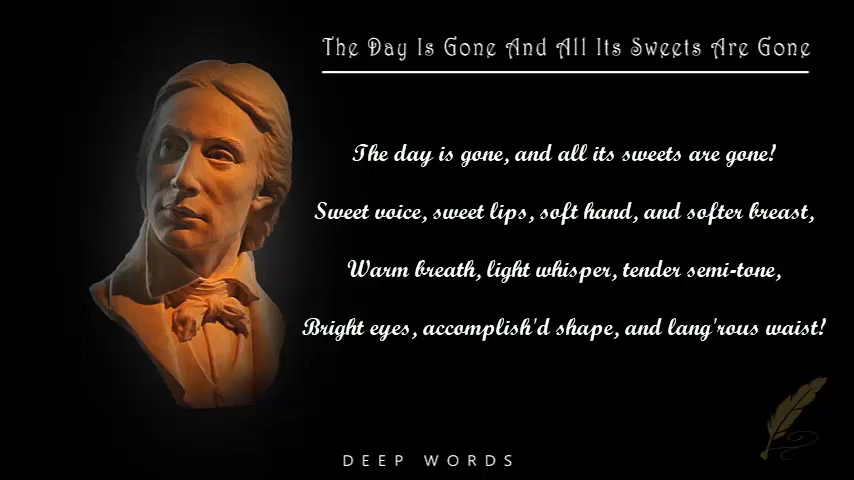 The Day Is Gone And All Its Sweets Are Gone
The day is gone, and all its sweets are gone!
Sweet voice, sweet lips, soft hand, and softer breast,
Warm breath, light whisper, tender semi-tone,
Bright eyes, accomplish'd shape, and lang'rous waist!
DEEP WORDS